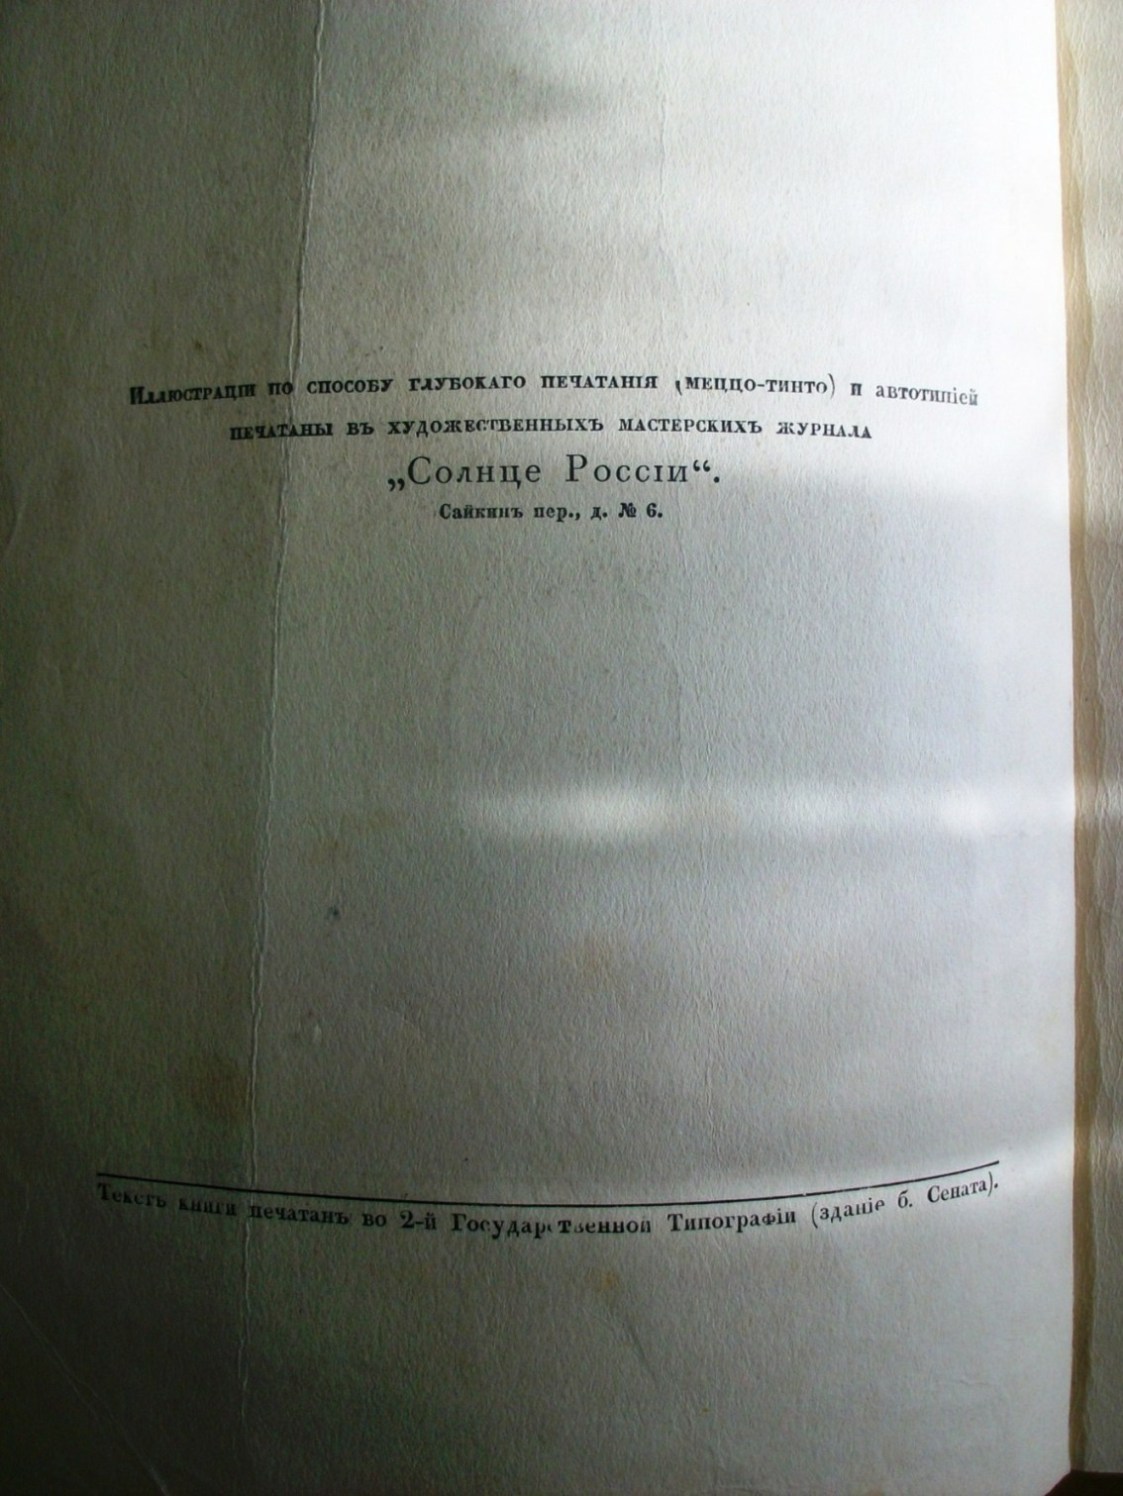 Иллюстраціи по способу глубокаго печатанія (меццо-тинто) и автотипіей
печатаны въ художественныхъ мастерскихъ журнала
„Солнце Россіи“.
Сайкинъ пер., д. № 6.
Текстъ книги печатанъ во 2-й Государственной Типографіи (зданіе б. Сената).